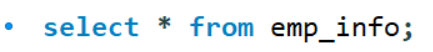 • select * from emp_info;